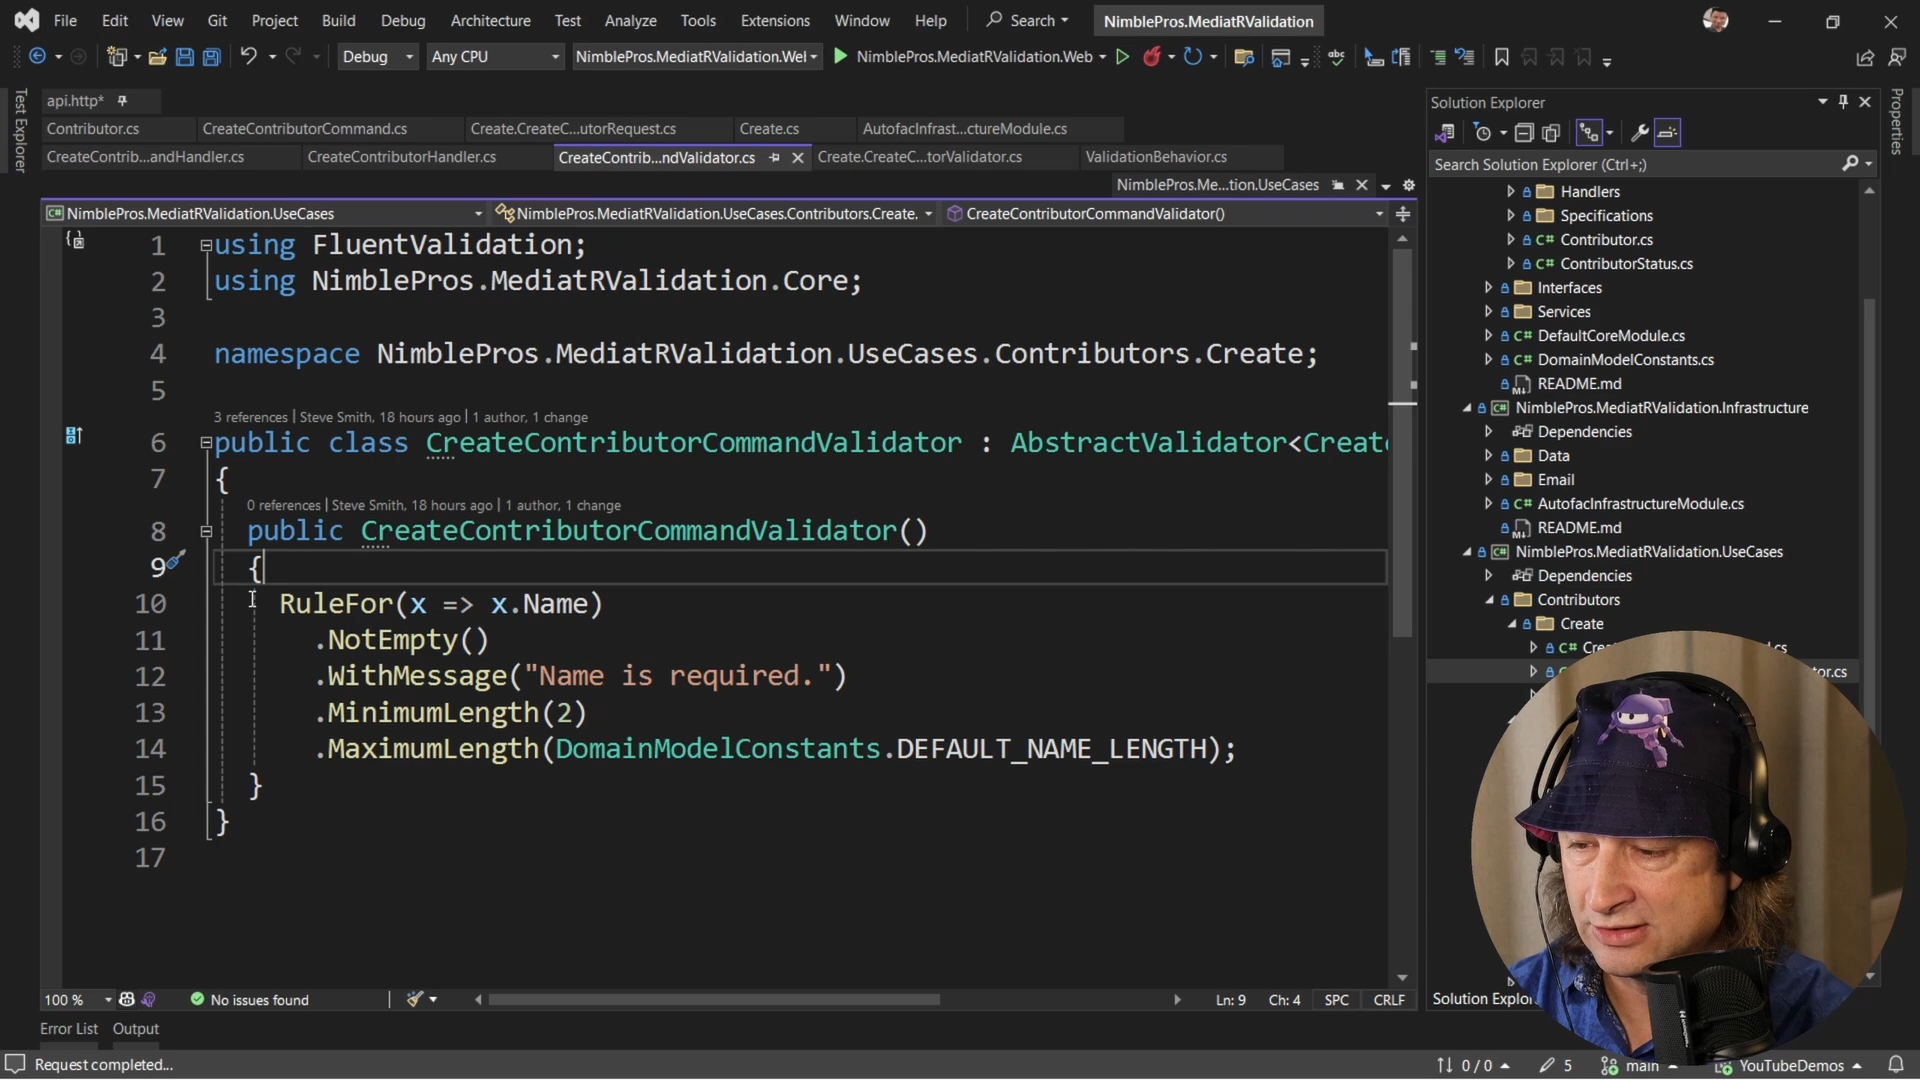 File Edit View Git Project Build Debug Architecture Test Analyze Tools Extensions Window Help Search NimblePros.MediatRValidation
Debug Any CPU NimblePros.MediatRValidation.Wel NimblePros.MediatRValidation.Web
Test Explorer
api.http*
Contributor.cs CreateContributorCommand.cs Create.CreateC...utorRequest.cs Create.cs AutofacInfrast...ctureModule.cs
CreateContrib...andHandler.cs CreateContributorHandler.cs CreateContrib...ndValidator.cs Create.CreateC...torValidator.cs ValidationBehavior.cs
NimblePros.Me...tion.UseCases
NimblePros.MediatRValidation.UseCases NimblePros.MediatRValidation.UseCases.Contributors.Create. CreateContributorCommandValidator()
1 using FluentValidation;
2 using NimblePros.MediatRValidation.Core;
3
4 namespace NimblePros.MediatRValidation.UseCases.Contributors.Create;
5
3 references | Steve Smith, 18 hours ago | 1 author, 1 change
6 public class CreateContributorCommandValidator : AbstractValidator<Create
7 {
0 references | Steve Smith, 18 hours ago | 1 author, 1 change
8 public CreateContributorCommandValidator()
9 {
10 RuleFor(x => x.Name)
11 .NotEmpty()
12 .WithMessage("Name is required.")
13 .MinimumLength(2)
14 .MaximumLength(DomainModelConstants.DEFAULT_NAME_LENGTH);
15 }
16 }
17
100 % No issues found Ln: 9 Ch: 4 SPC CRLF
Error List Output
Request completed...
Solution Explorer
Search Solution Explorer (Ctrl+;)
Handlers
Specifications
C# Contributor.cs
C# ContributorStatus.cs
Interfaces
Services
C# DefaultCoreModule.cs
C# DomainModelConstants.cs
README.md
NimblePros.MediatRValidation.Infrastructure
Dependencies
Data
Email
C# AutofacInfrastructureModule.cs
README.md
NimblePros.MediatRValidation.UseCases
Dependencies
Contributors
Create
C#
tor.cs
Properties
0 / 0 5 main YouTubeDemos